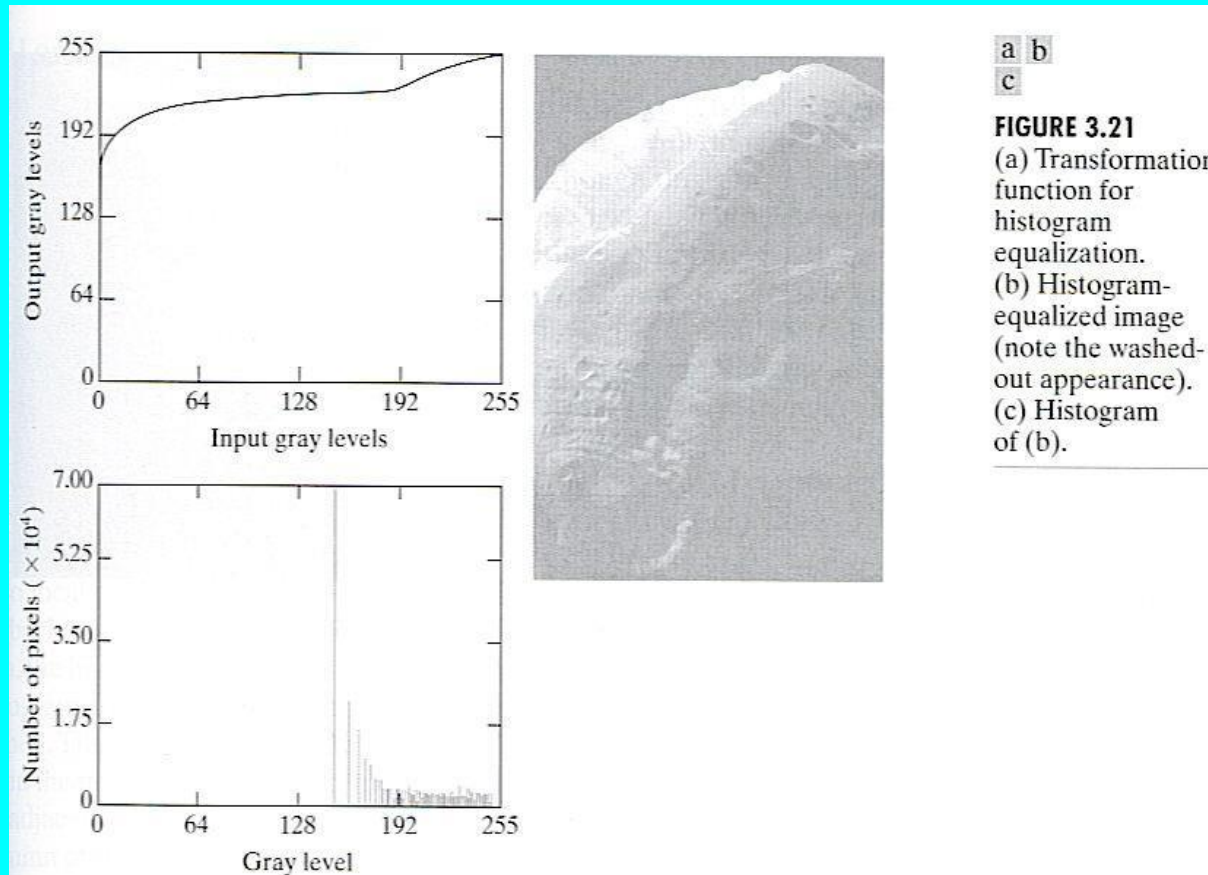 255
192
128
64
0
Output gray levels
0 64 128 192 255
Input gray levels
7.00
5.25
3.50
1.75
0
Number of pixels ( × 10⁴)
0 64 128 192 255
Gray level
a b
c
FIGURE 3.21
(a) Transformation
function for
histogram
equalization.
(b) Histogram-
equalized image
(note the washed-
out appearance).
(c) Histogram
of (b).